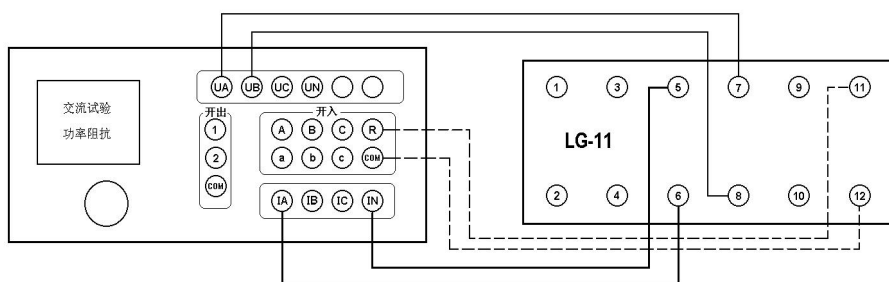 UA UB UC UN
交流试验
功率阻抗
开出
1
2
COM
开入
A B C R
a b c COM
IA IB IC IN
1 3 5 7 9 11
LG-11
2 4 6 8 10 12